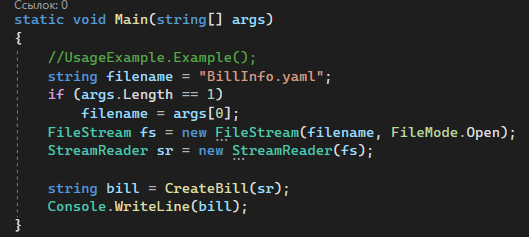 Ссылок: 0
static void Main(string[] args)
{
    //UsageExample.Example();
    string filename = "BillInfo.yaml";
    if (args.Length == 1)
        filename = args[0];
    FileStream fs = new FileStream(filename, FileMode.Open);
    StreamReader sr = new StreamReader(fs);

    string bill = CreateBill(sr);
    Console.WriteLine(bill);
}